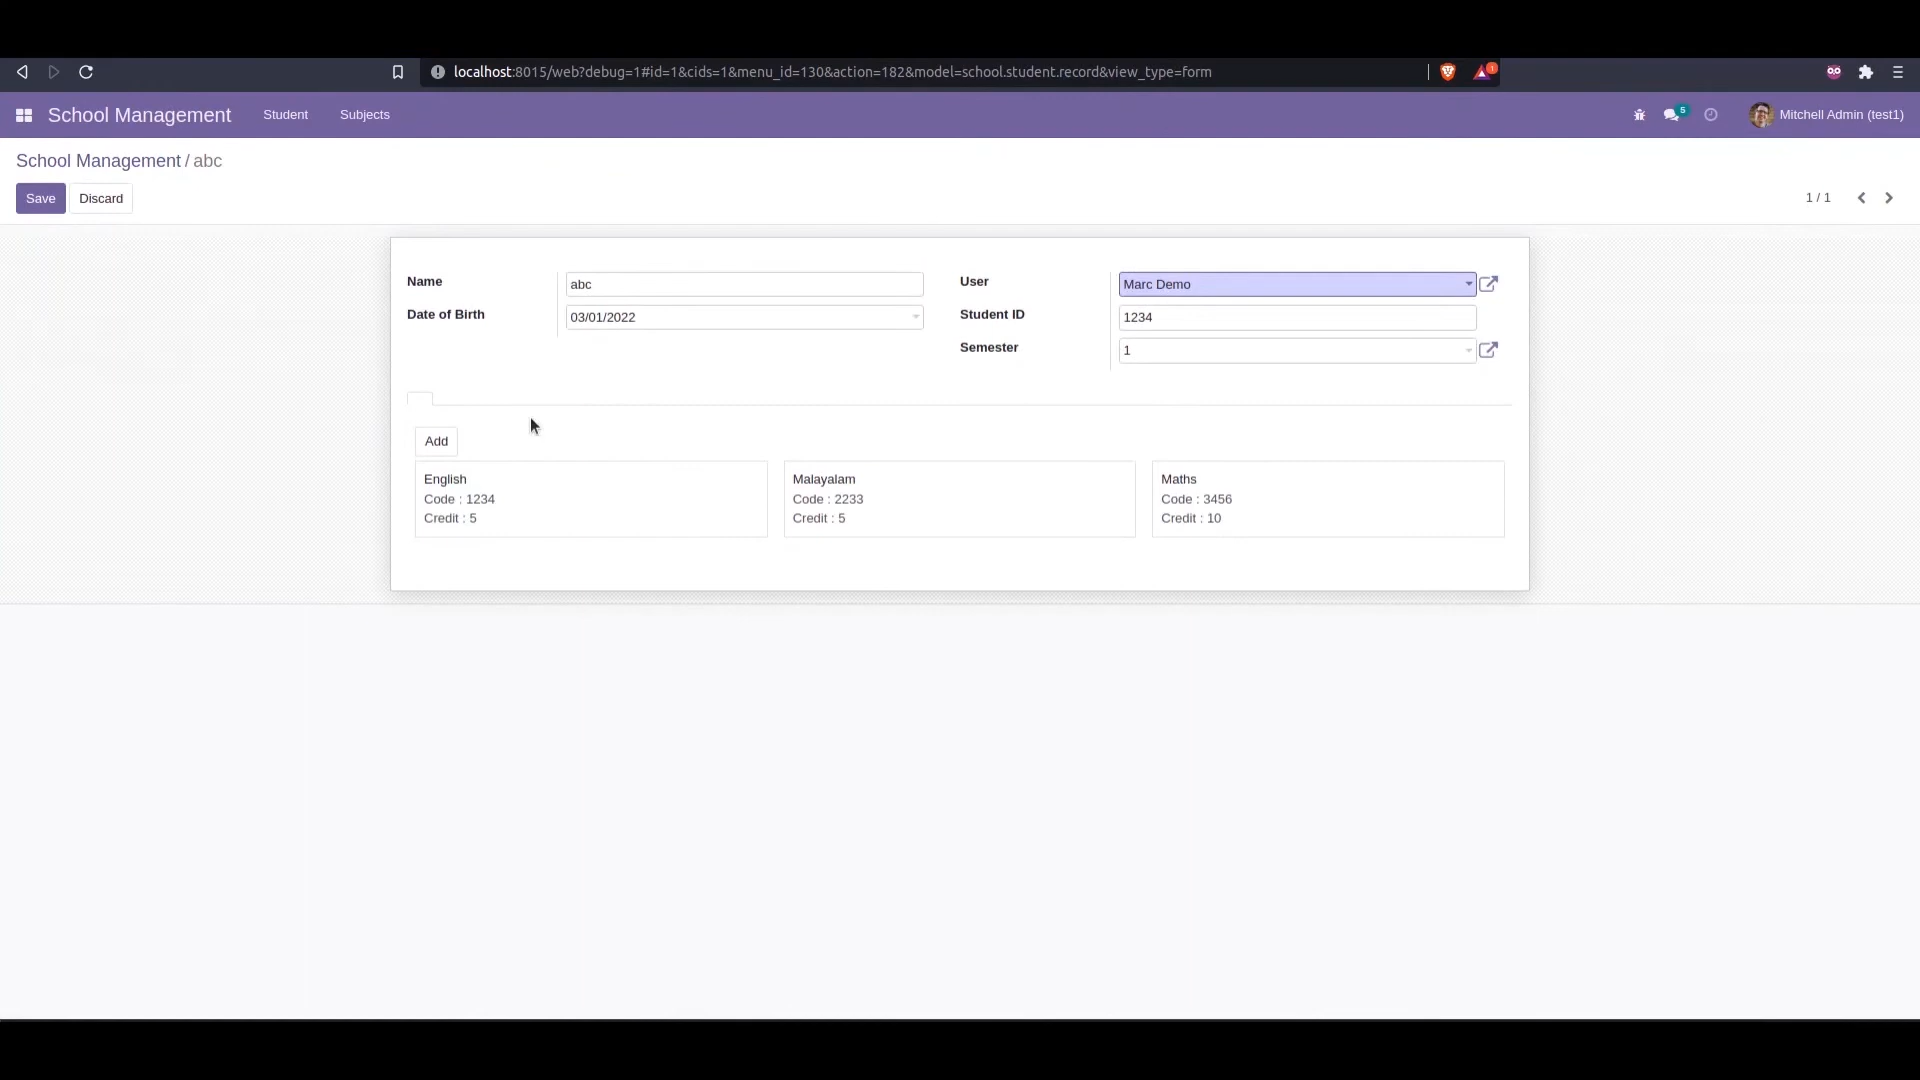 localhost:8015/web?debug=1#id=1&cids=1&menu_id=130&action=182&model=school.student.record&view_type=form
1
School Management Student Subjects
5
Mitchell Admin (test1)
School Management / abc
Save Discard
1 / 1
Name abc
User Marc Demo
Date of Birth 03/01/2022
Student ID 1234
Semester 1
Add
English
Code : 1234
Credit : 5
Malayalam
Code : 2233
Credit : 5
Maths
Code : 3456
Credit : 10